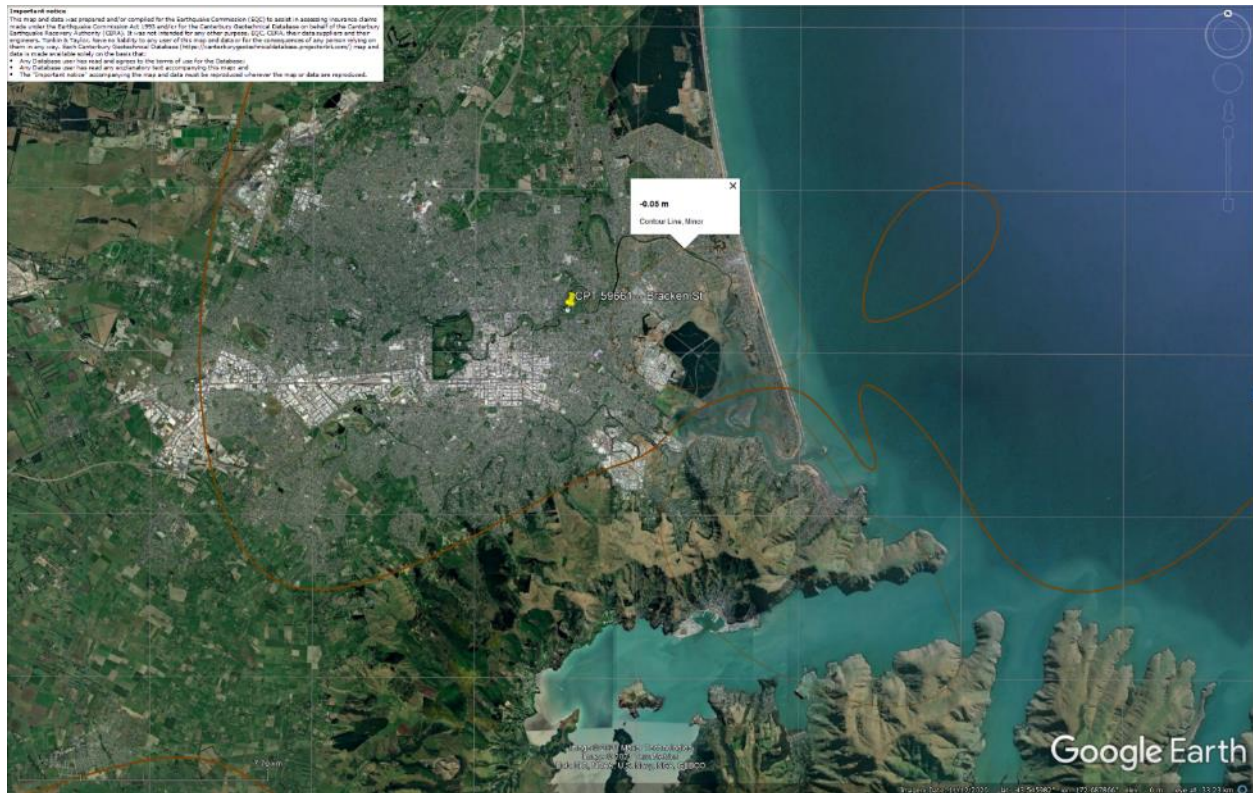 Important notice
This map and data was prepared and/or compiled for the Earthquake Commission (EQC) to assist in assessing insurance claims
made under the Earthquake Commission Act 1993 and/or for the Canterbury Geotechnical Database on behalf of the Canterbury
Earthquake Recovery Authority (CERA). It was not intended for any other purpose. EQC, CERA, their data suppliers and their
engineers, Tonkin & Taylor, have no liability to any user of this map and data or for the consequences of any person relying on
them in any way. Each Canterbury Geotechnical Database (https://canterburygeotechnicaldatabase.projectorbit.com/) map and
data is made available solely on the basis that:
• Any Database user has read and agrees to the terms of use for the Database;
• Any Database user has read any explanatory text accompanying this map; and
• The "Important notice" accompanying the map and data must be reproduced wherever the map or data are reproduced.
-0.05 m
Contour Line, Minor
CPT 59661 - Bracken St
Google Earth